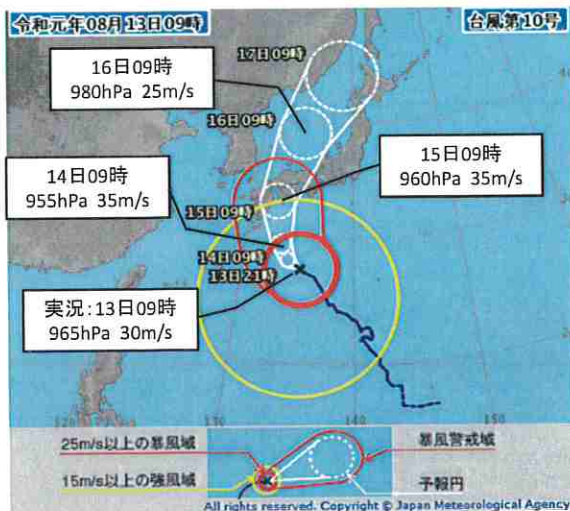 令和元年08月13日09時
台風第10号
17日09時
16日09時
980hPa 25m/s
16日09時
15日09時
960hPa 35m/s
14日09時
955hPa 35m/s
15日09時
14日09時
13日21時
実況:13日09時
965hPa 30m/s
130
140
150
25m/s以上の暴風域
暴風警戒域
15m/s以上の強風域
予報円
All rights reserved. Copyright © Japan Meteorological Agency